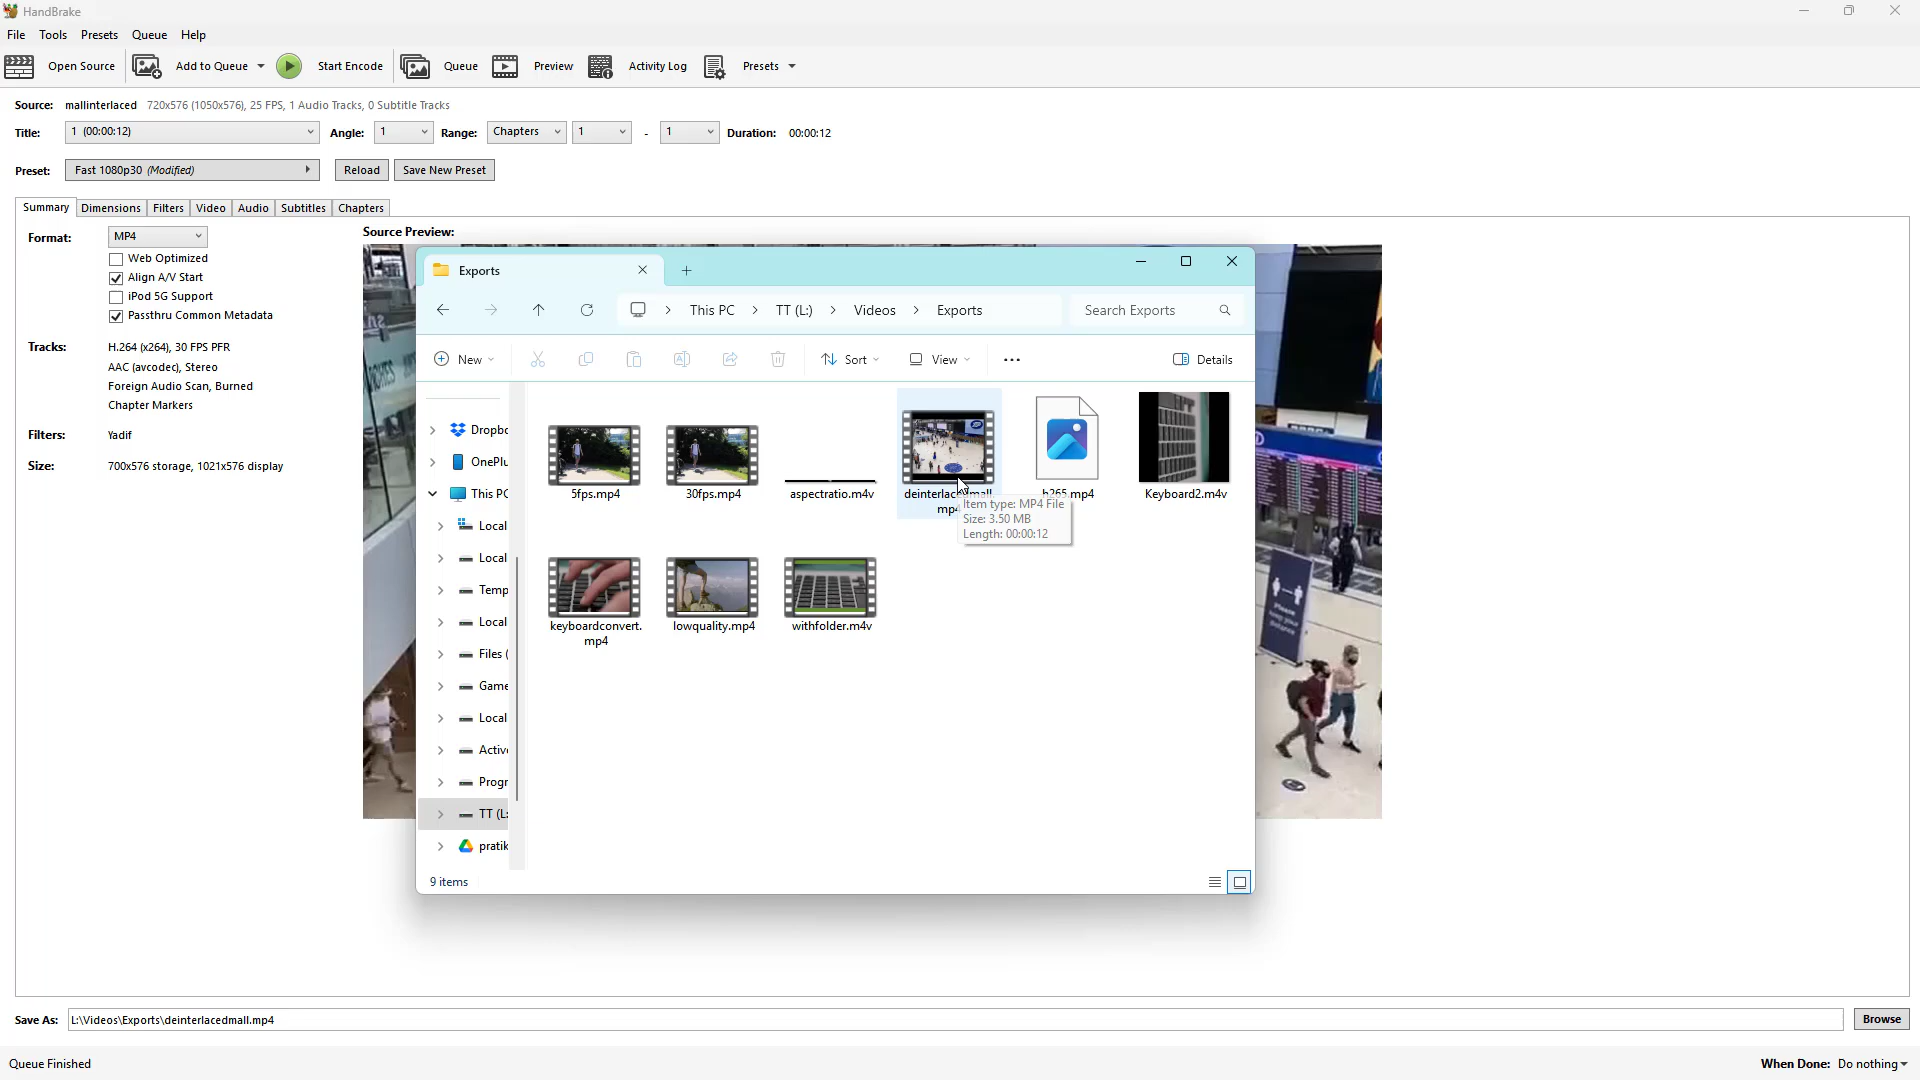 HandBrake
File Tools Presets Queue Help
Open Source Add to Queue Start Encode Queue Preview Activity Log Presets
Source: mallinterlaced 720x576 (1050x576), 25 FPS, 1 Audio Tracks, 0 Subtitle Tracks
Title: 1 (00:00:12) Angle: 1 Range: Chapters 1 - 1 Duration: 00:00:12
Preset: Fast 1080p30 (Modified) Reload Save New Preset
Summary Dimensions Filters Video Audio Subtitles Chapters
Format: MP4
Web Optimized
Align A/V Start
iPod 5G Support
Passthru Common Metadata
Tracks: H.264 (x264), 30 FPS PFR
AAC (avcodec), Stereo
Foreign Audio Scan, Burned
Chapter Markers
Filters: Yadif
Size: 700x576 storage, 1021x576 display
Source Preview:
Exports
This PC > TT (L:) > Videos > Exports
Search Exports
New Sort View Details
Dropbo
OnePlu
This PC
Local
Local
Temp
Local
Files (
Game
Local
Activ
Progr
TT (L:
pratik
5fps.mp4
30fps.mp4
aspectratio.m4v
mp4
h265.mp4
Keyboard2.m4v
Item type: MP4 File
Size: 3.50 MB
Length: 00:00:12
keyboardconvert.
mp4
lowquality.mp4
withfolder.m4v
9 items
Please
Save As: L:\Videos\Exports\deinterlacedmall.mp4 Browse
Queue Finished
When Done: Do nothing